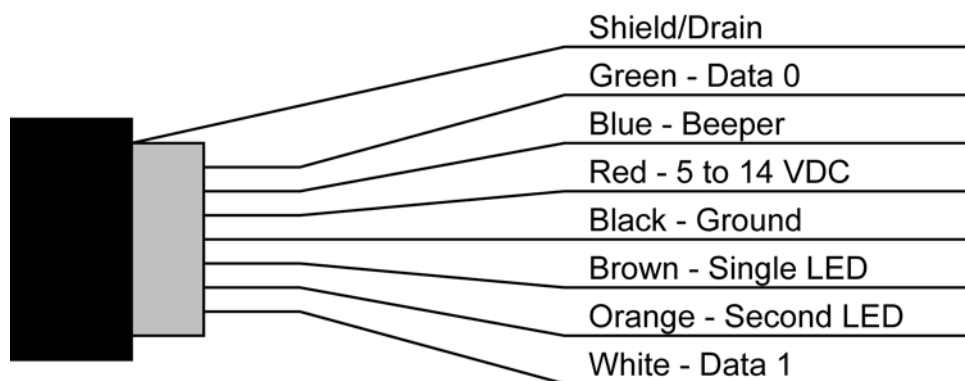 Shield/Drain
Green - Data 0
Blue - Beeper
Red - 5 to 14 VDC
Black - Ground
Brown - Single LED
Orange - Second LED
White - Data 1